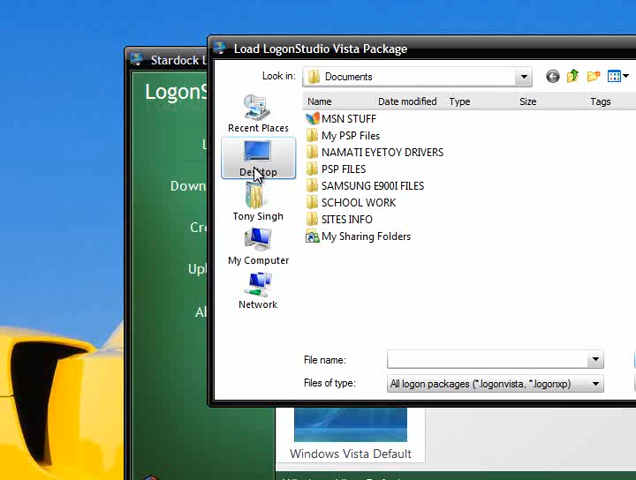 Load LogonStudio Vista Package
Stardock L
LogonS
Look in:
Documents
Name
Date modified
Type
Size
Tags
Recent Places
Desktop
Tony Singh
My Computer
Network
MSN STUFF
My PSP Files
NAMATI EYETOY DRIVERS
PSP FILES
SAMSUNG E900I FILES
SCHOOL WORK
SITES INFO
My Sharing Folders
L
Down
Cr
Upl
A
File name:
Files of type:
All logon packages (*.logonvista, *.logonxp)
Windows Vista Default